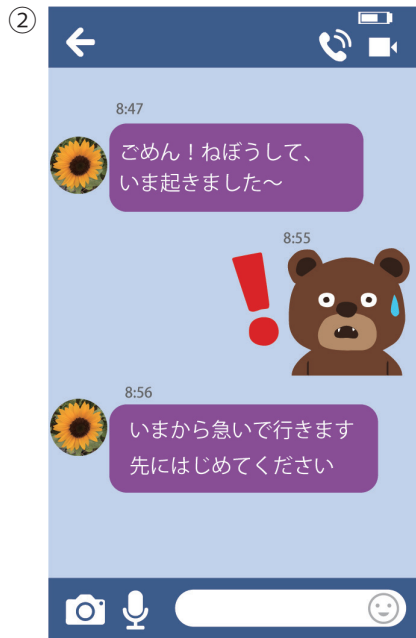 ②
8:47
ごめん！ねぼうして、
いま起きました～
8:55
8:56
いまから急いで行きます
先にはじめてください